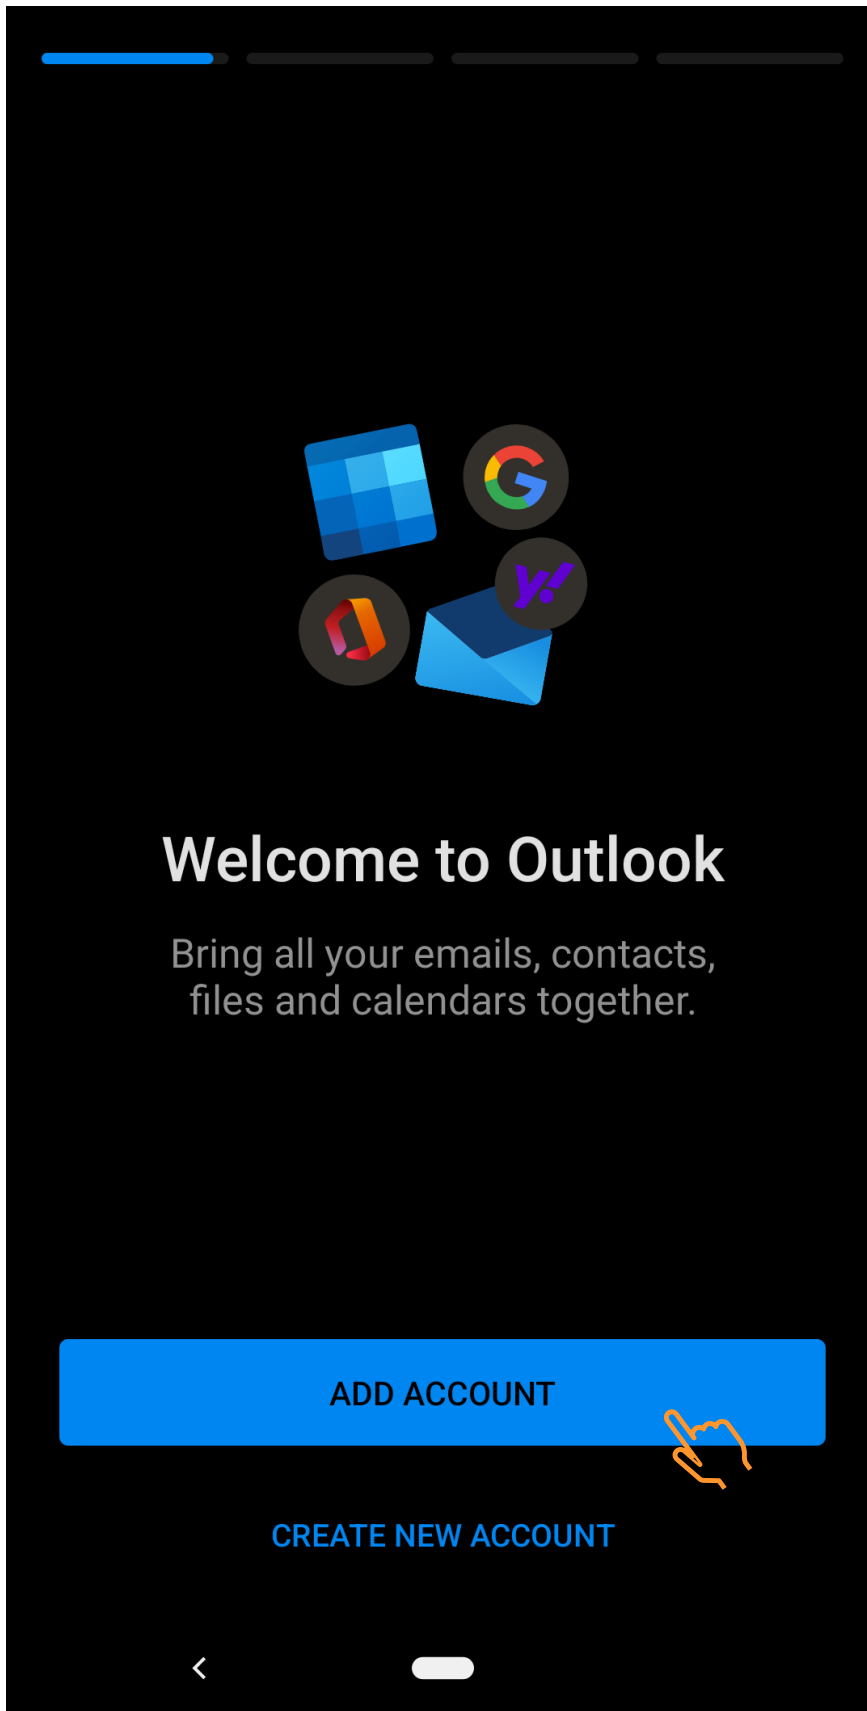 Welcome to Outlook
Bring all your emails, contacts,
files and calendars together.
ADD ACCOUNT
CREATE NEW ACCOUNT